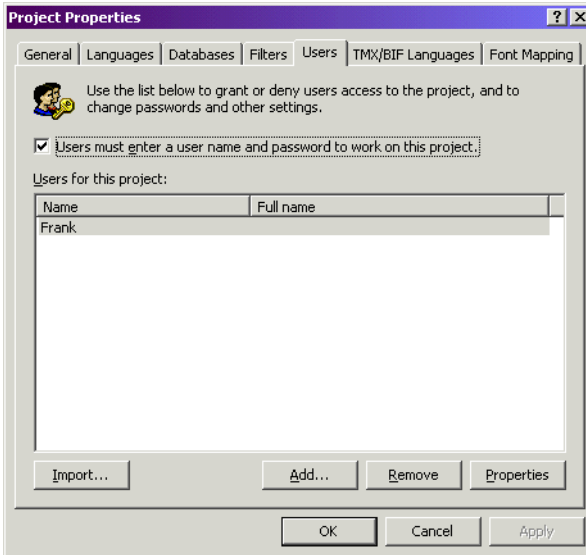 Project Properties
General Languages Databases Filters Users TMX/BIF Languages Font Mapping
Use the list below to grant or deny users access to the project, and to
change passwords and other settings.
Users must enter a user name and password to work on this project.
Users for this project:
Name Full name
Frank
Import... Add... Remove Properties
OK Cancel Apply